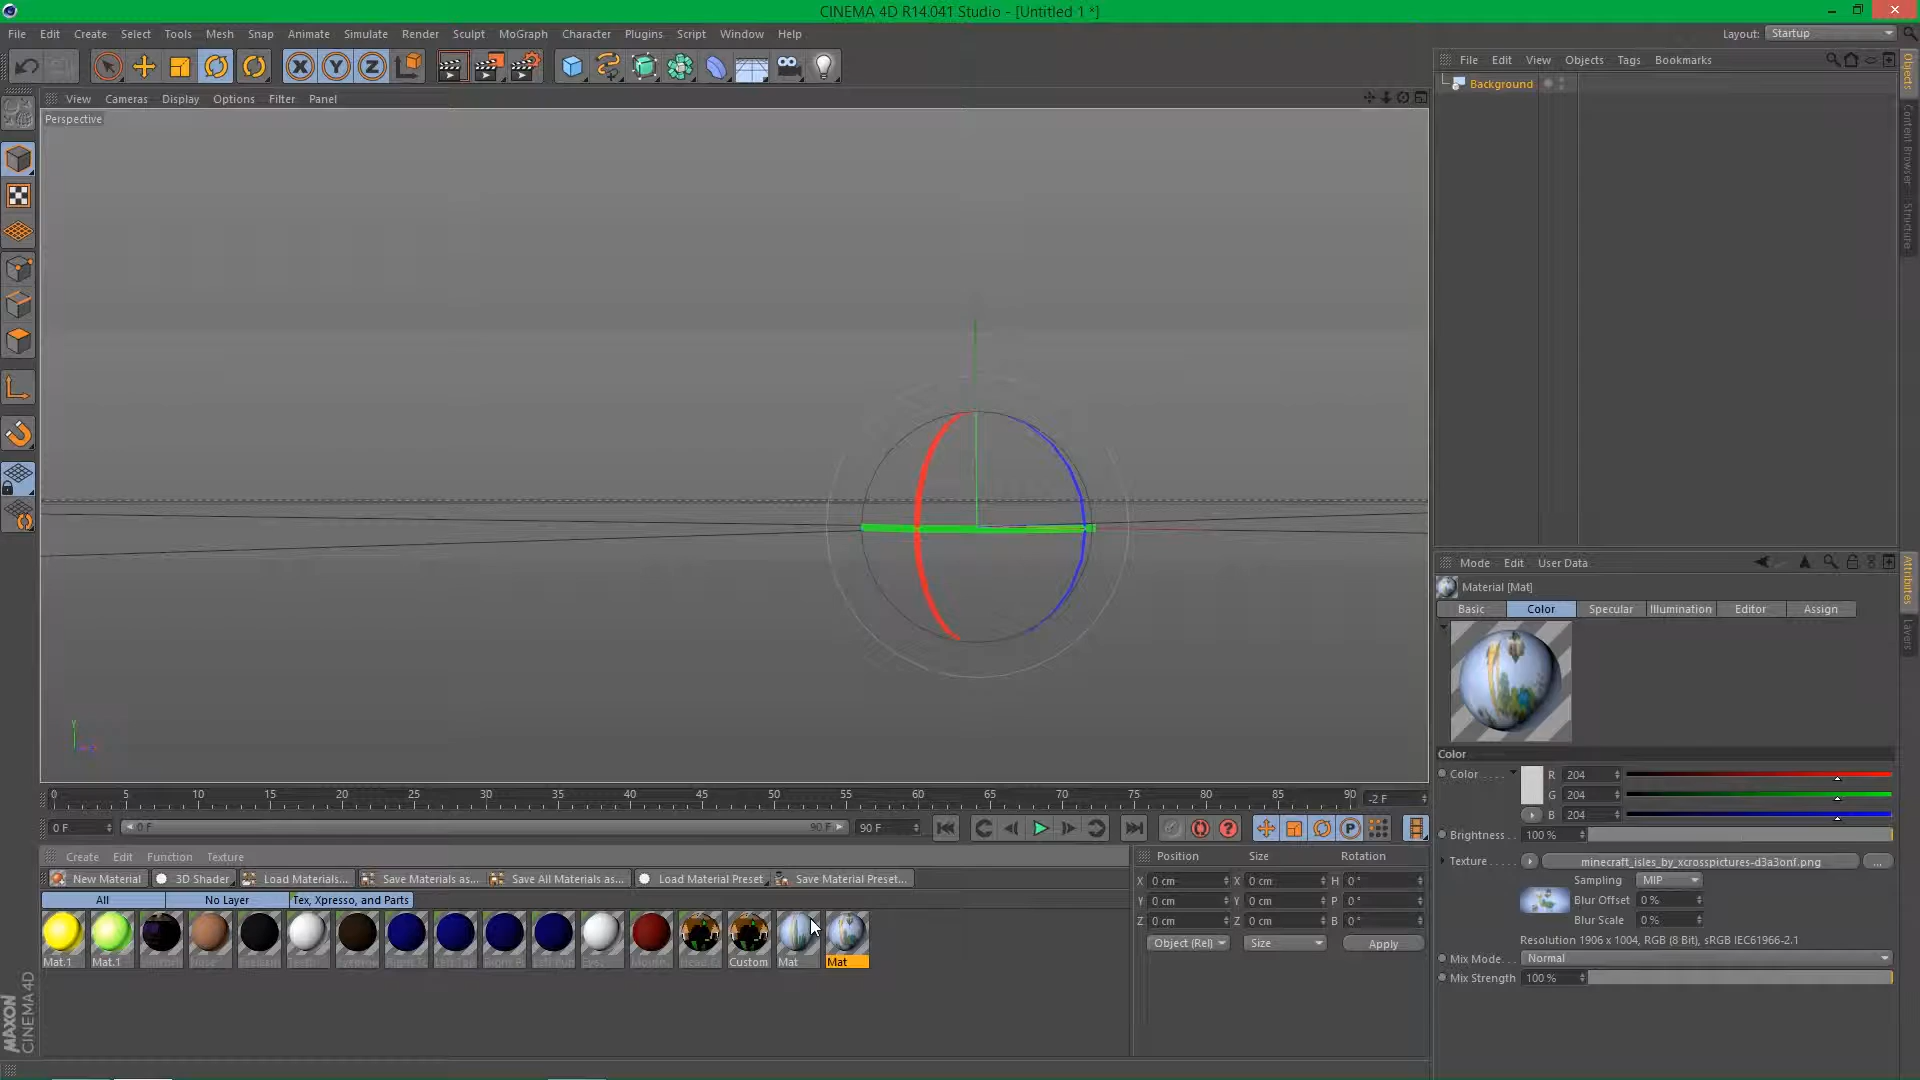 CINEMA 4D R14.041 Studio - [Untitled 1 *]
File Edit Create Select Tools Mesh Snap Animate Simulate Render Sculpt MoGraph Character Plugins Script Window Help
Layout: Startup
File Edit View Objects Tags Bookmarks
Background
Objects
Content Browser
Structure
View Cameras Display Options Filter Panel
Perspective
Y
Mode Edit User Data
Material [Mat]
Basic Color Specular Illumination Editor Assign
Attributes
Layers
Color
Color R 204
G 204
B 204
Brightness 100 %
Texture minecraft_isles_by_xcrosspictures-d3a3onf.png ...
Sampling MIP
Blur Offset 0 %
Blur Scale 0 %
Resolution 1906 x 1004, RGB (8 Bit), sRGB IEC61966-2.1
Mix Mode Normal
Mix Strength 100 %
0 5 10 15 20 25 30 35 40 45 50 55 60 65 70 75 80 85 90 -2 F
0 F 0 F 90 F 90 F
Create Edit Function Texture
New Material 3D Shader Load Materials... Save Materials as... Save All Materials as... Load Material Preset Save Material Preset...
All No Layer Tex, Xpresso, and Parts
Mat.1 Mat.1 Custom Mat Mat
Position Size Rotation
X 0 cm X 0 cm H 0 °
Y 0 cm Y 0 cm P 0 °
Z 0 cm Z 0 cm B 0 °
Object (Rel) Size Apply
MAXON
CINEMA 4D